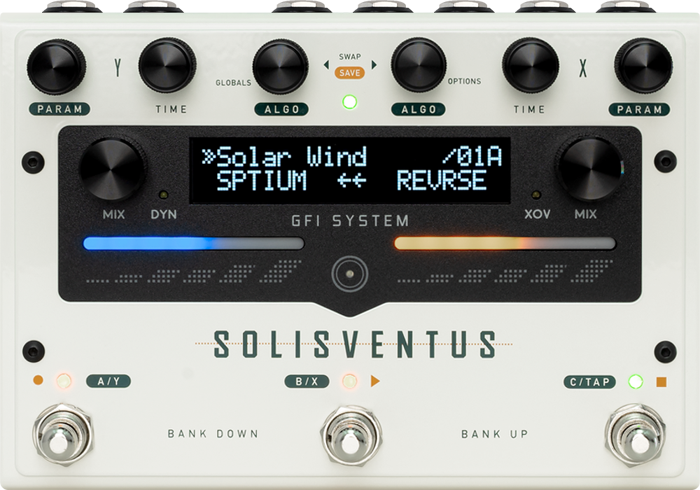 Y
SWAP
X
GLOBALS
SAVE
OPTIONS
PARAM
TIME
ALGO
ALGO
TIME
PARAM
»Solar Wind /01A
SPTIUM ←← REVRSE
MIX
DYN
XOV
MIX
GFI SYSTEM
SOLISVENTUS
A/Y
B/X
C/TAP
BANK DOWN
BANK UP